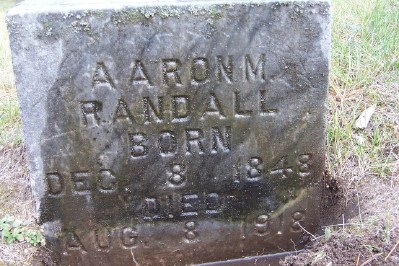 AARON M.
RANDALL
BORN
DEC. 8 1848
DIED
AUG. 8 1918